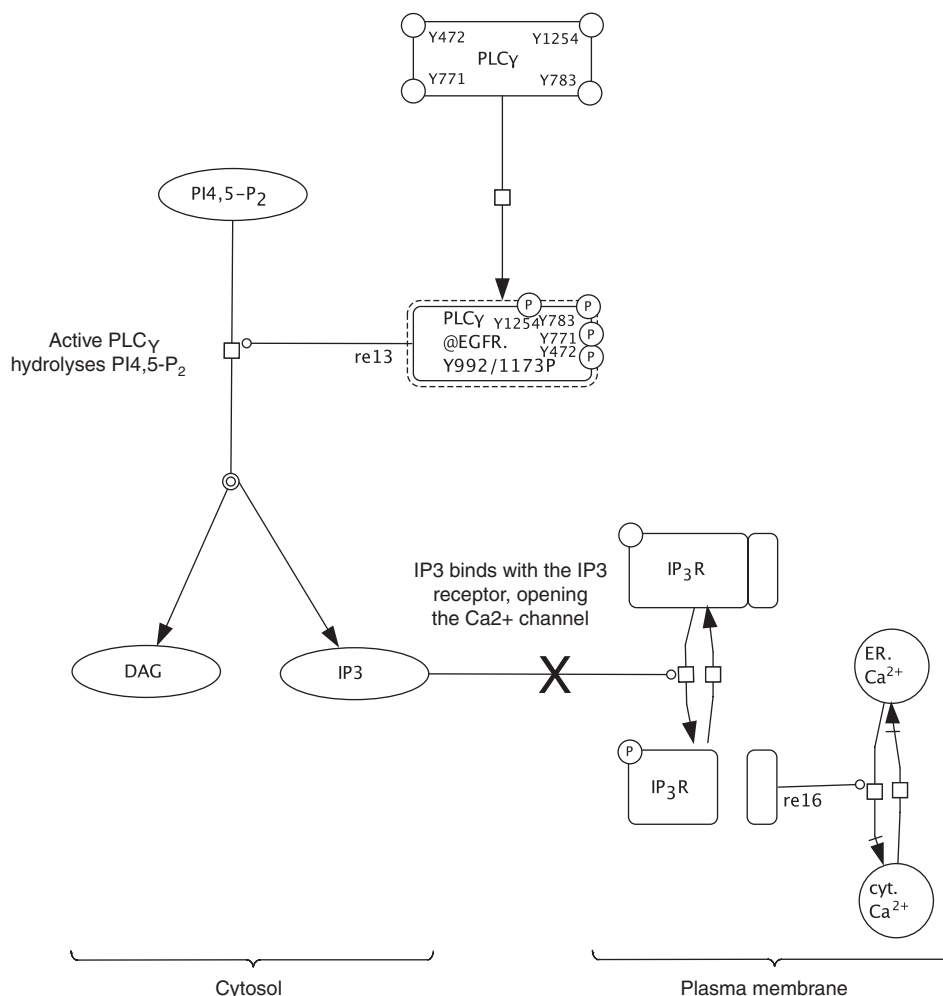 Y472
Y1254
PLCγ
Y771
Y783
PI4,5-P2
P
P
PLCγ
Y1254
Y783
@EGFR.
Y771
P
Y472
P
Y992/1173P
re13
Active PLCγ
hydrolyses PI4,5-P2
IP3 binds with the IP3
receptor, opening
the Ca2+ channel
IP3R
DAG
IP3
X
ER.
Ca2+
P
IP3R
re16
cyt.
Ca2+
Cytosol
Plasma membrane